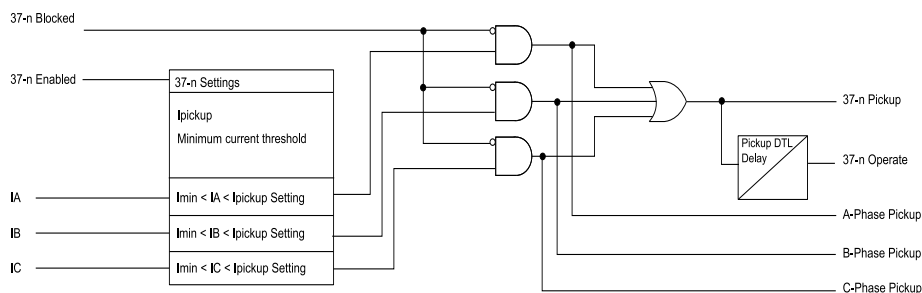 37-n Blocked
37-n Enabled
37-n Settings
Ipickup
Minimum current threshold
IA
Imin < IA < Ipickup Setting
IB
Imin < IB < Ipickup Setting
IC
Imin < IC < Ipickup Setting
37-n Pickup
Pickup DTL
Delay
37-n Operate
A-Phase Pickup
B-Phase Pickup
C-Phase Pickup